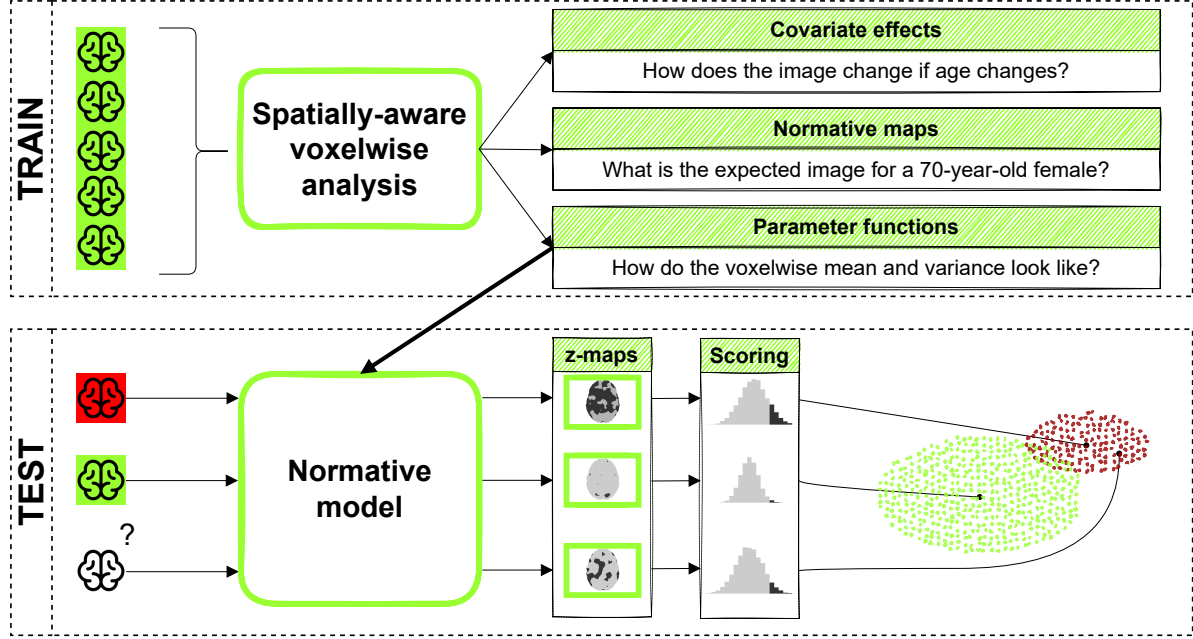 TRAIN
Spatially-aware
voxelwise
analysis
Covariate effects
How does the image change if age changes?
Normative maps
What is the expected image for a 70-year-old female?
Parameter functions
How do the voxelwise mean and variance look like?
TEST
?
Normative
model
z-maps
Scoring